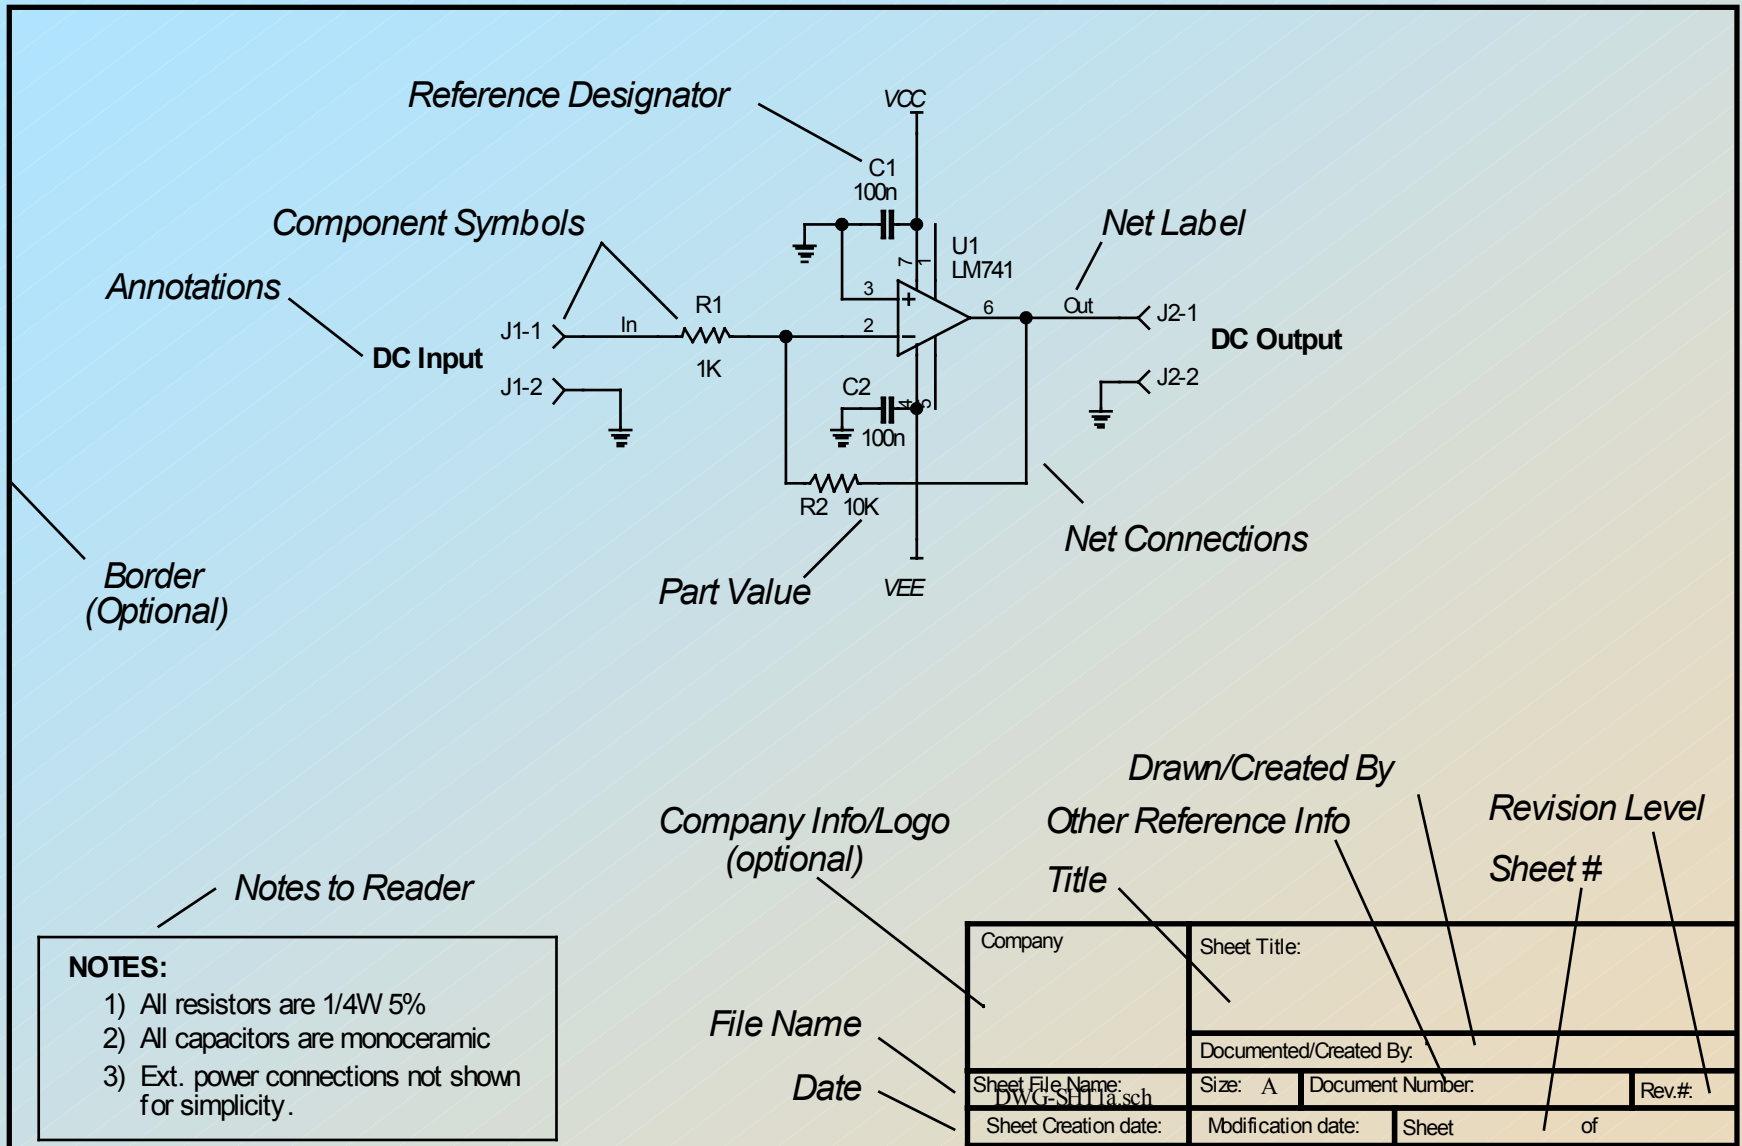 Reference Designator
VCC
C1
100n
Component Symbols
Net Label
U1
LM741
7
1
Annotations
R1
3
+
6
Out
J2-1
J1-1
In
2
−
DC Output
DC Input
1K
J1-2
C2
4
5
J2-2
100n
R2 10K
Net Connections
Border
(Optional)
Part Value
VEE
Drawn/Created By
Company Info/Logo
(optional)
Other Reference Info
Revision Level
Title
Sheet #
Notes to Reader
Company
Sheet Title:
NOTES:
1) All resistors are 1/4W 5%
2) All capacitors are monoceramic
3) Ext. power connections not shown
for simplicity.
File Name
Documented/Created By:
Date
Sheet File Name:
DWG-SH11a.sch
Size: A
Document Number:
Rev.#:
Sheet Creation date:
Modification date:
Sheet of